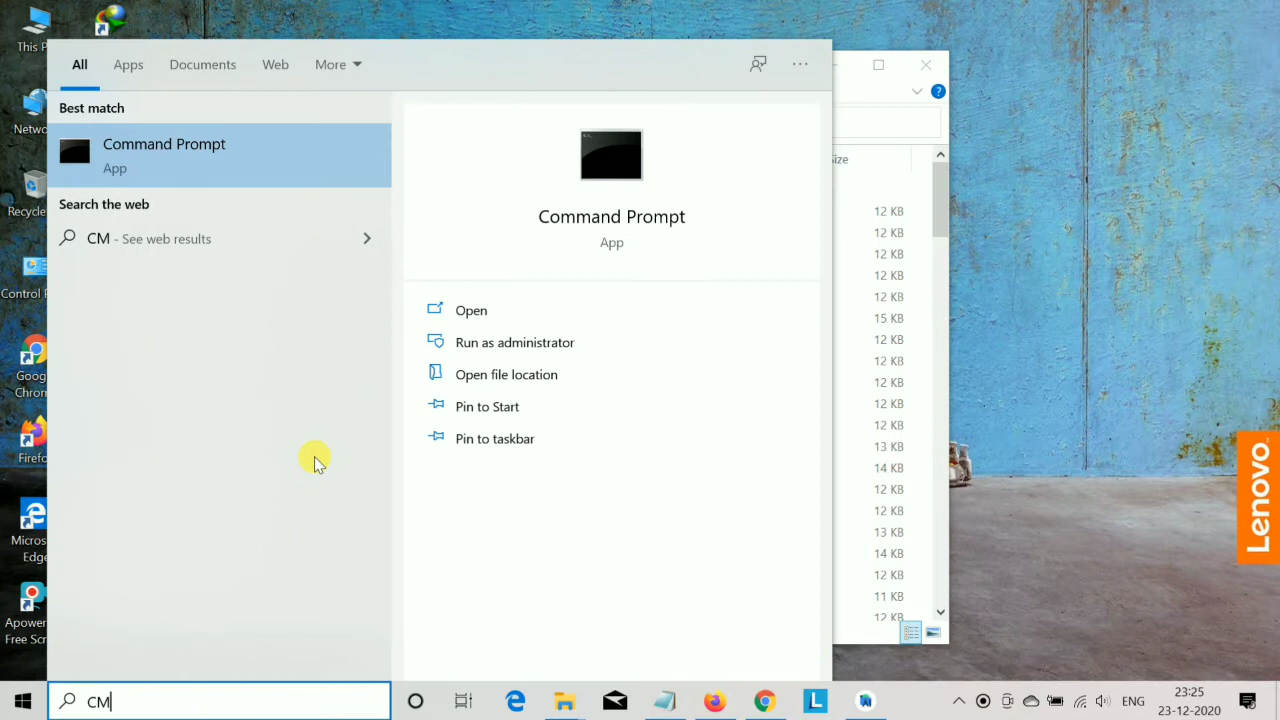 This P
Networ
Recycle
Control P
Google
Chrom
Firefo
Micros
Edge
Apower
Free Scr
All
Apps
Documents
Web
More
Best match
Command Prompt
App
Search the web
CM - See web results
Command Prompt
App
Open
Run as administrator
Open file location
Pin to Start
Pin to taskbar
Size
12 KB
12 KB
12 KB
12 KB
12 KB
15 KB
12 KB
12 KB
12 KB
12 KB
12 KB
13 KB
14 KB
12 KB
12 KB
13 KB
14 KB
12 KB
11 KB
12 KB
Lenovo
CM
ENG
23:25
23-12-2020